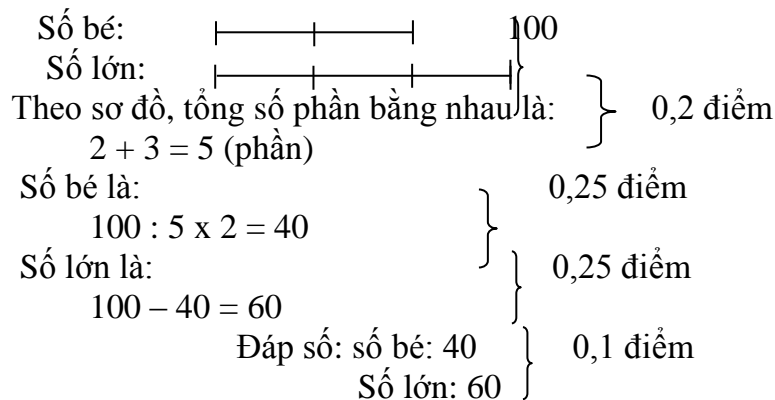 Số bé: 100
Số lớn:
Theo sơ đồ, tổng số phần bằng nhau là: 0,2 điểm
2 + 3 = 5 (phần)
Số bé là: 0,25 điểm
100 : 5 x 2 = 40
Số lớn là: 0,25 điểm
100 – 40 = 60
Đáp số: số bé: 40 0,1 điểm
Số lớn: 60